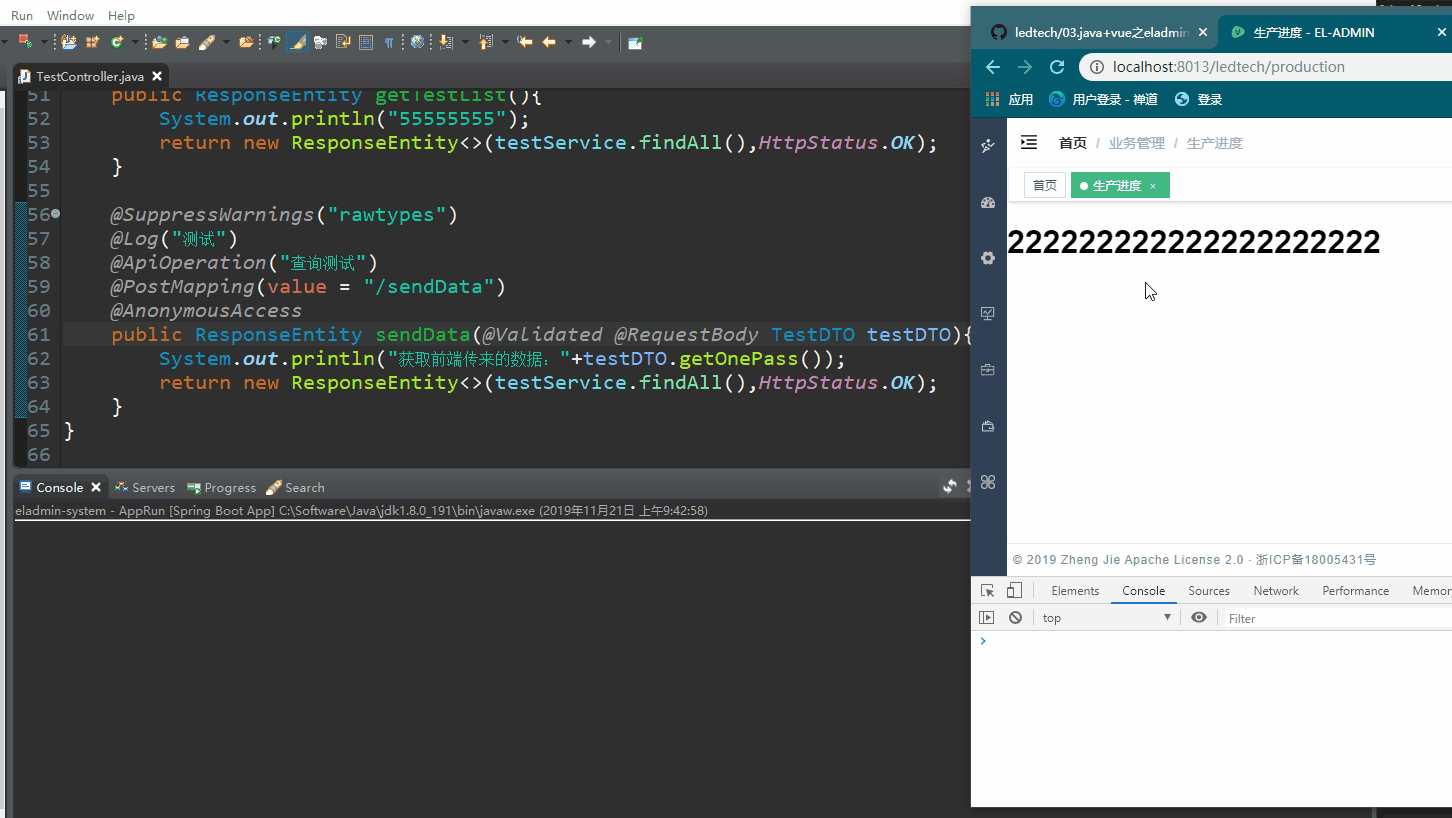 Run Window Help
TestController.java
51 public ResponseEntity getTestList(){
52 System.out.println("55555555");
53 return new ResponseEntity<>(testService.findAll(),HttpStatus.OK);
54 }
55
56 @SuppressWarnings("rawtypes")
57 @Log("测试")
58 @ApiOperation("查询测试")
59 @PostMapping(value = "/sendData")
60 @AnonymousAccess
61 public ResponseEntity sendData(@Validated @RequestBody TestDTO testDTO){
62 System.out.println("获取前端传来的数据："+testDTO.getOnePass());
63 return new ResponseEntity<>(testService.findAll(),HttpStatus.OK);
64 }
65 }
66
Console Servers Progress Search
eladmin-system - AppRun [Spring Boot App] C:\Software\Java\jdk1.8.0_191\bin\javaw.exe (2019年11月21日 上午9:42:58)
ledtech/03.java+vue之eladmin
生产进度 - EL-ADMIN
localhost:8013/ledtech/production
应用 用户登录 - 禅道 登录
首页 / 业务管理 / 生产进度
首页 生产进度 ×
222222222222222222222
© 2019 Zheng Jie Apache License 2.0 · 浙ICP备18005431号
Elements Console Sources Network Performance Memor
top Filter